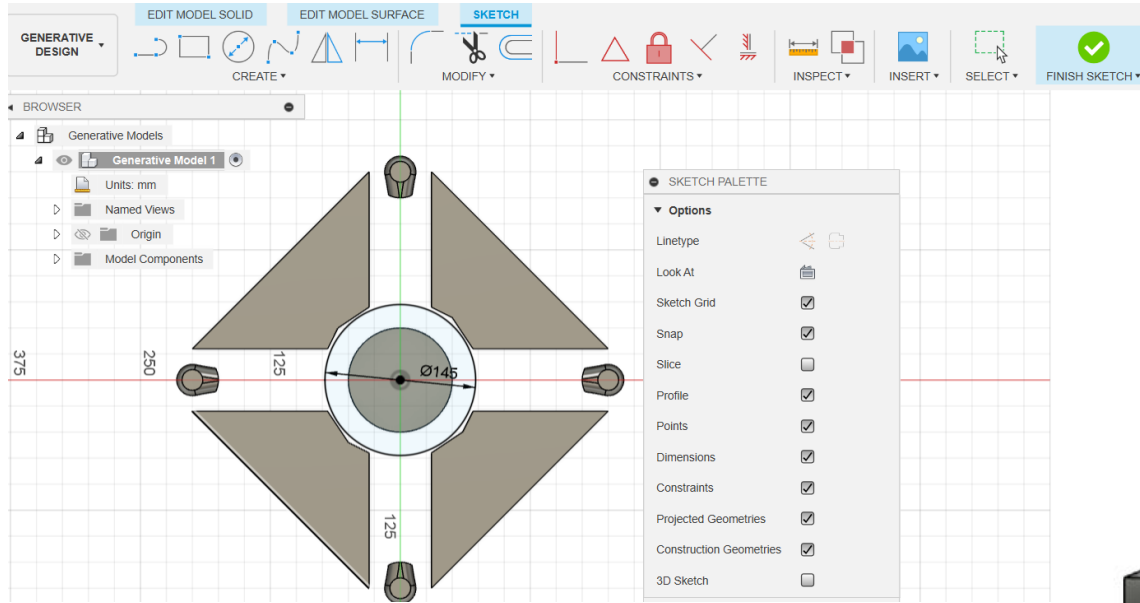 EDIT MODEL SOLID
EDIT MODEL SURFACE
SKETCH
GENERATIVE
DESIGN
CREATE
MODIFY
CONSTRAINTS
INSPECT
INSERT
SELECT
FINISH SKETCH
BROWSER
Generative Models
Generative Model 1
Units: mm
Named Views
Origin
Model Components
375
250
125
Ø145
125
SKETCH PALETTE
Options
Linetype
Look At
Sketch Grid
Snap
Slice
Profile
Points
Dimensions
Constraints
Projected Geometries
Construction Geometries
3D Sketch